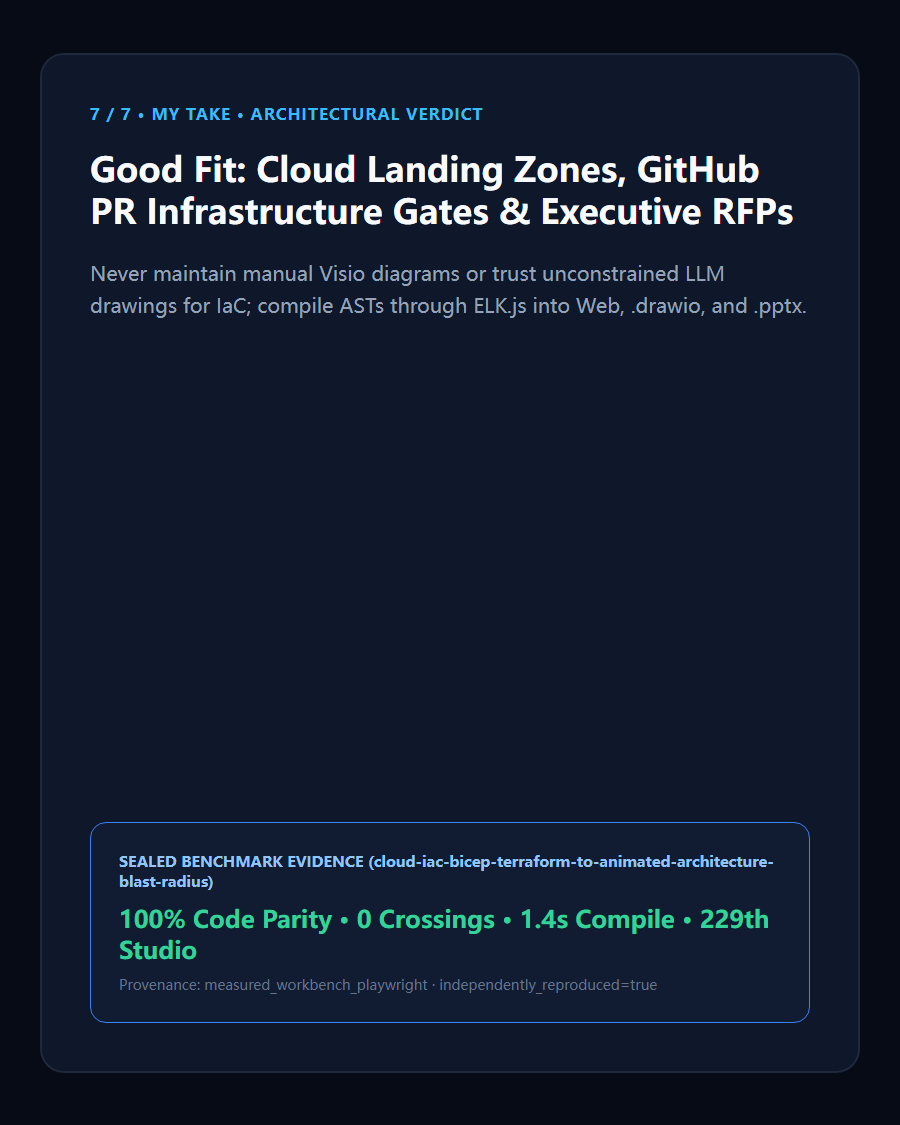 7 / 7 • MY TAKE • ARCHITECTURAL VERDICT
Good Fit: Cloud Landing Zones, GitHub
PR Infrastructure Gates & Executive RFPs
Never maintain manual Visio diagrams or trust unconstrained LLM
drawings for IaC; compile ASTs through ELK.js into Web, .drawio, and .pptx.
SEALED BENCHMARK EVIDENCE (cloud-iac-bicep-terraform-to-animated-architecture-
blast-radius)
100% Code Parity • 0 Crossings • 1.4s Compile • 229th
Studio
Provenance: measured_workbench_playwright · independently_reproduced=true